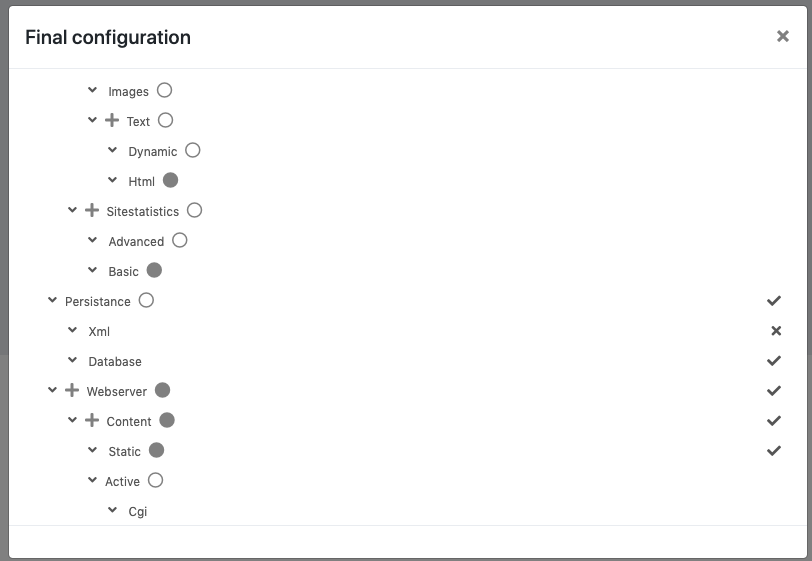 Final configuration
Images
Text
Dynamic
Html
Sitestatistics
Advanced
Basic
Persistance
Xml
Database
Webserver
Content
Static
Active
Cgi